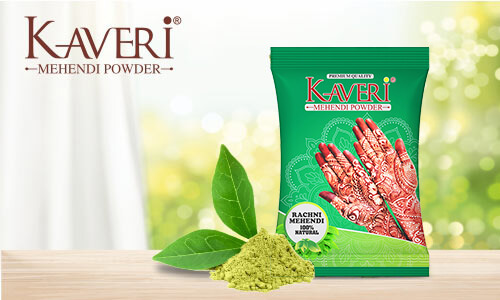 KAVERi®
MEHENDI POWDER
PREMIUM QUALITY
KAVERi®
MEHENDI POWDER
RACHNI
MEHENDI
100%
NATURAL